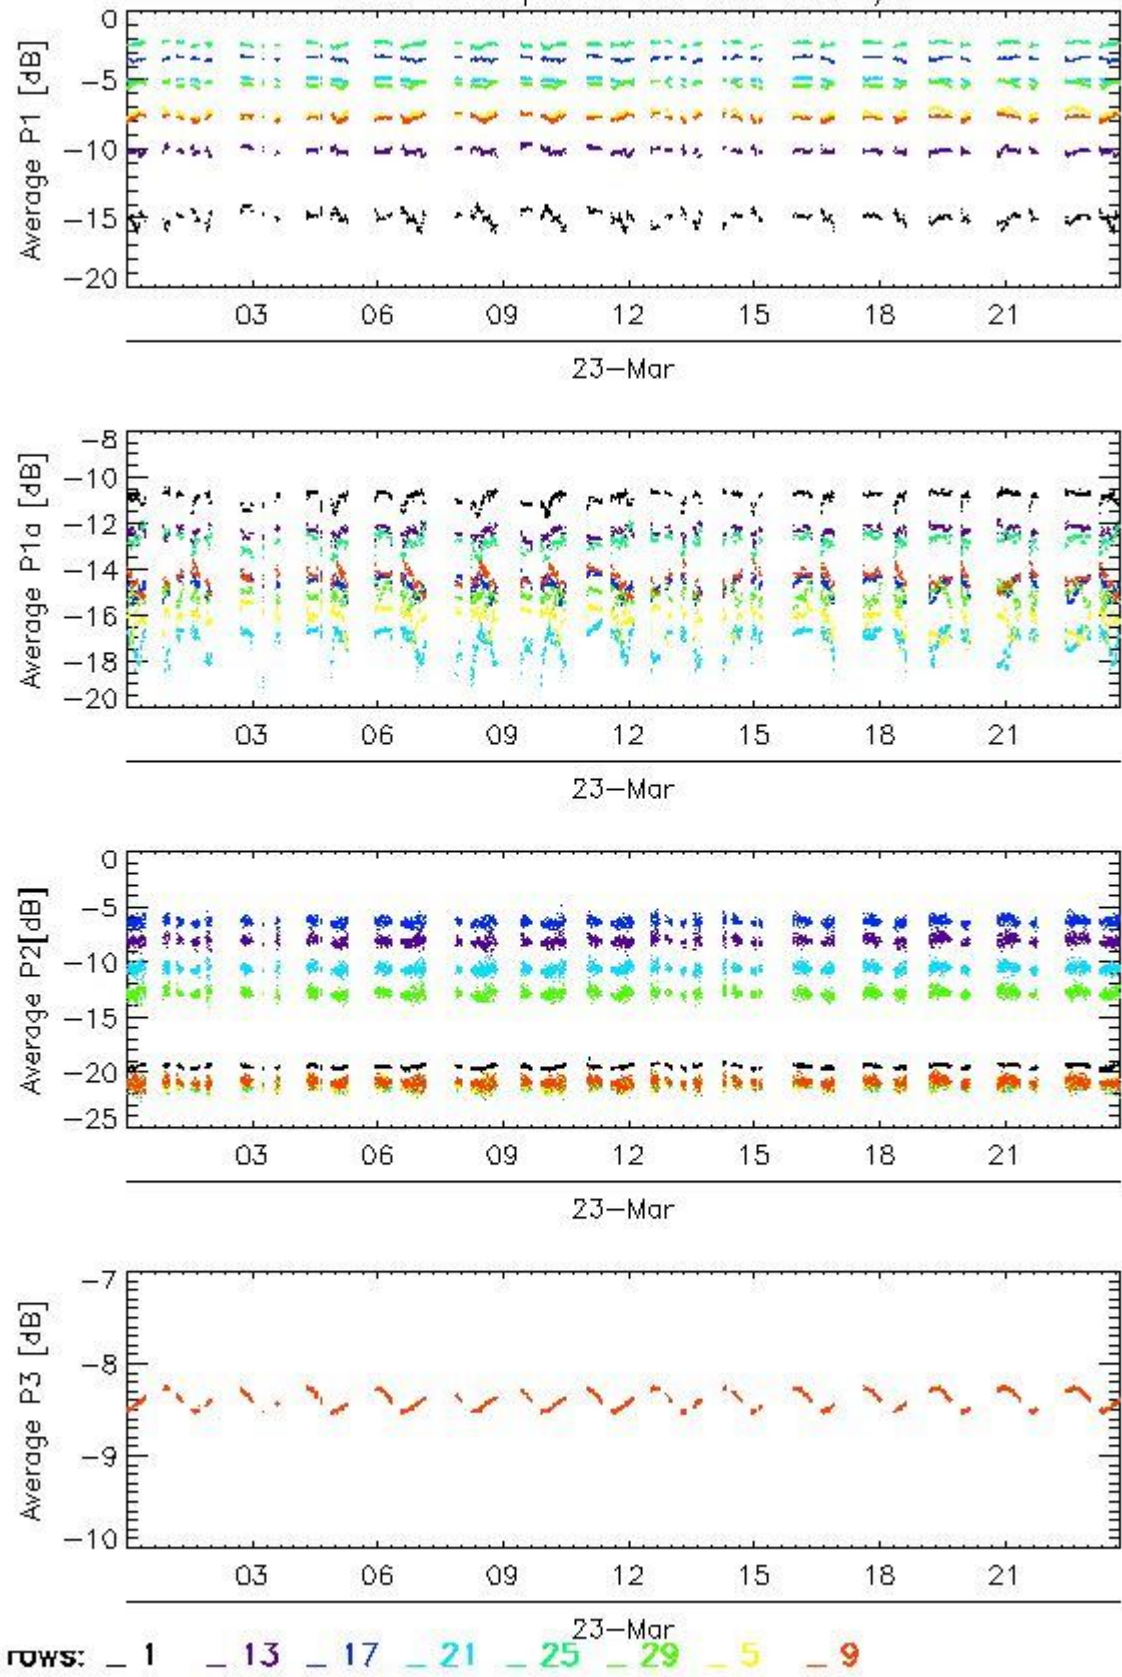 Average P1 [dB]
0
−5
−10
−15
−20
03 06 09 12 15 18 21
23−Mar
Average P1a [dB]
−8
−10
−12
−14
−16
−18
−20
03 06 09 12 15 18 21
23−Mar
Average P2[dB]
0
−5
−10
−15
−20
−25
03 06 09 12 15 18 21
23−Mar
Average P3 [dB]
−7
−8
−9
−10
03 06 09 12 15 18 21
23−Mar
rows: _ 1 _ 13 _ 17 _ 21 _ 25 _ 29 _ 5 _ 9